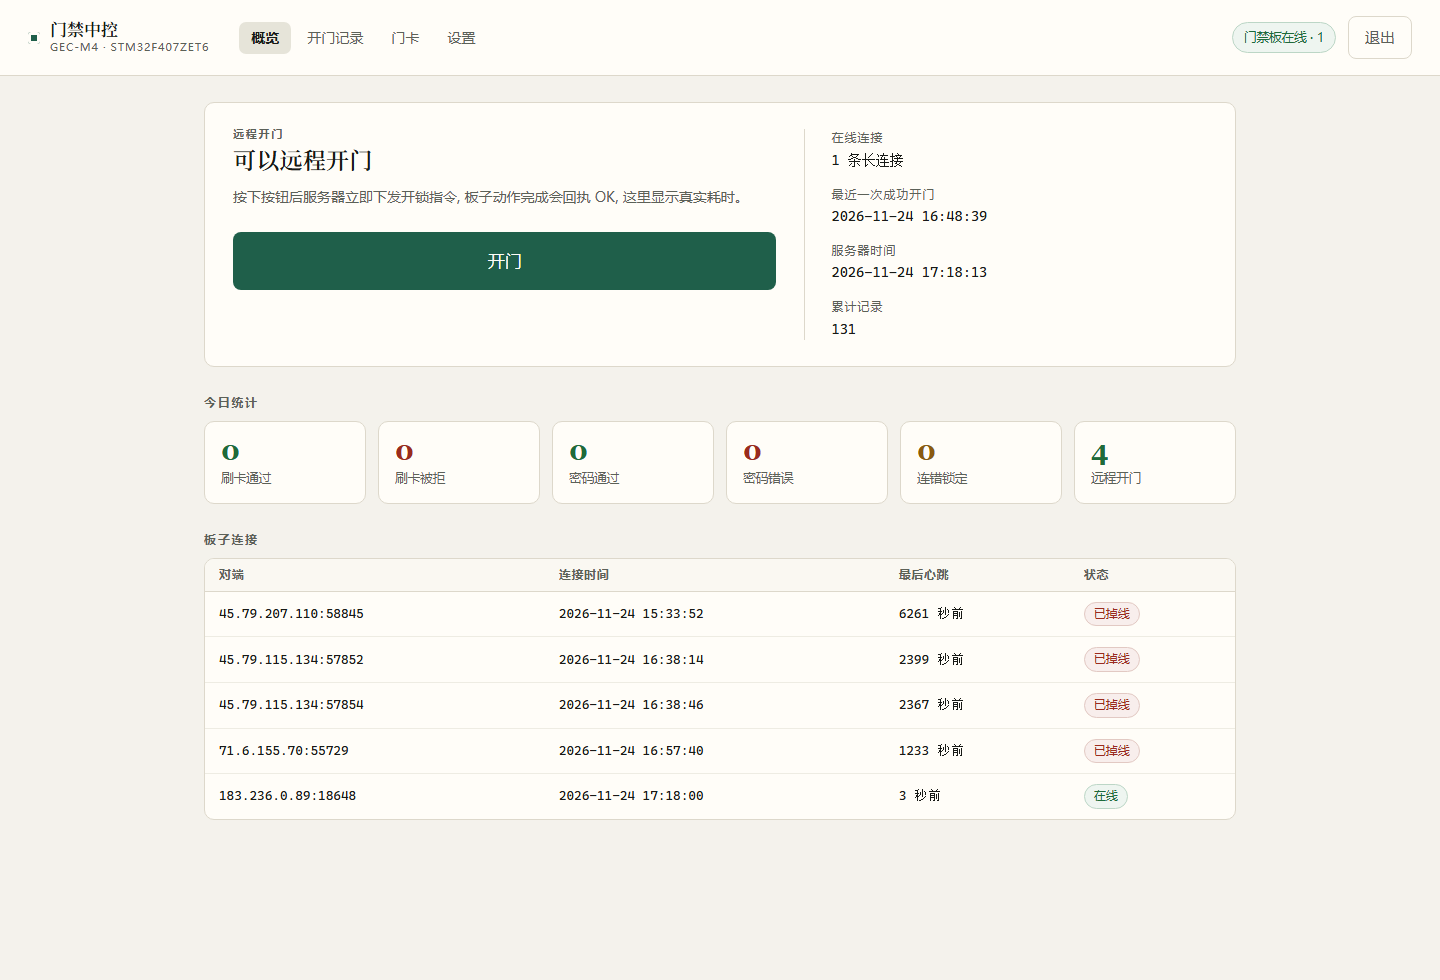 门禁中控
GEC-M4 · STM32F407ZET6
概览
开门记录
门卡
设置
门禁板在线 · 1
退出
远程开门
可以远程开门
按下按钮后服务器立即下发开锁指令, 板子动作完成会回执 OK, 这里显示真实耗时。
开门
在线连接
1 条长连接
最近一次成功开门
2026-11-24 16:48:39
服务器时间
2026-11-24 17:18:13
累计记录
131
今日统计
0
刷卡通过
0
刷卡被拒
0
密码通过
0
密码错误
0
连错锁定
4
远程开门
板子连接
对端 连接时间 最后心跳 状态
45.79.207.110:58845 2026-11-24 15:33:52 6261 秒前 已掉线
45.79.115.134:57852 2026-11-24 16:38:14 2399 秒前 已掉线
45.79.115.134:57854 2026-11-24 16:38:46 2367 秒前 已掉线
71.6.155.70:55729 2026-11-24 16:57:40 1233 秒前 已掉线
183.236.0.89:18648 2026-11-24 17:18:00 3 秒前 在线